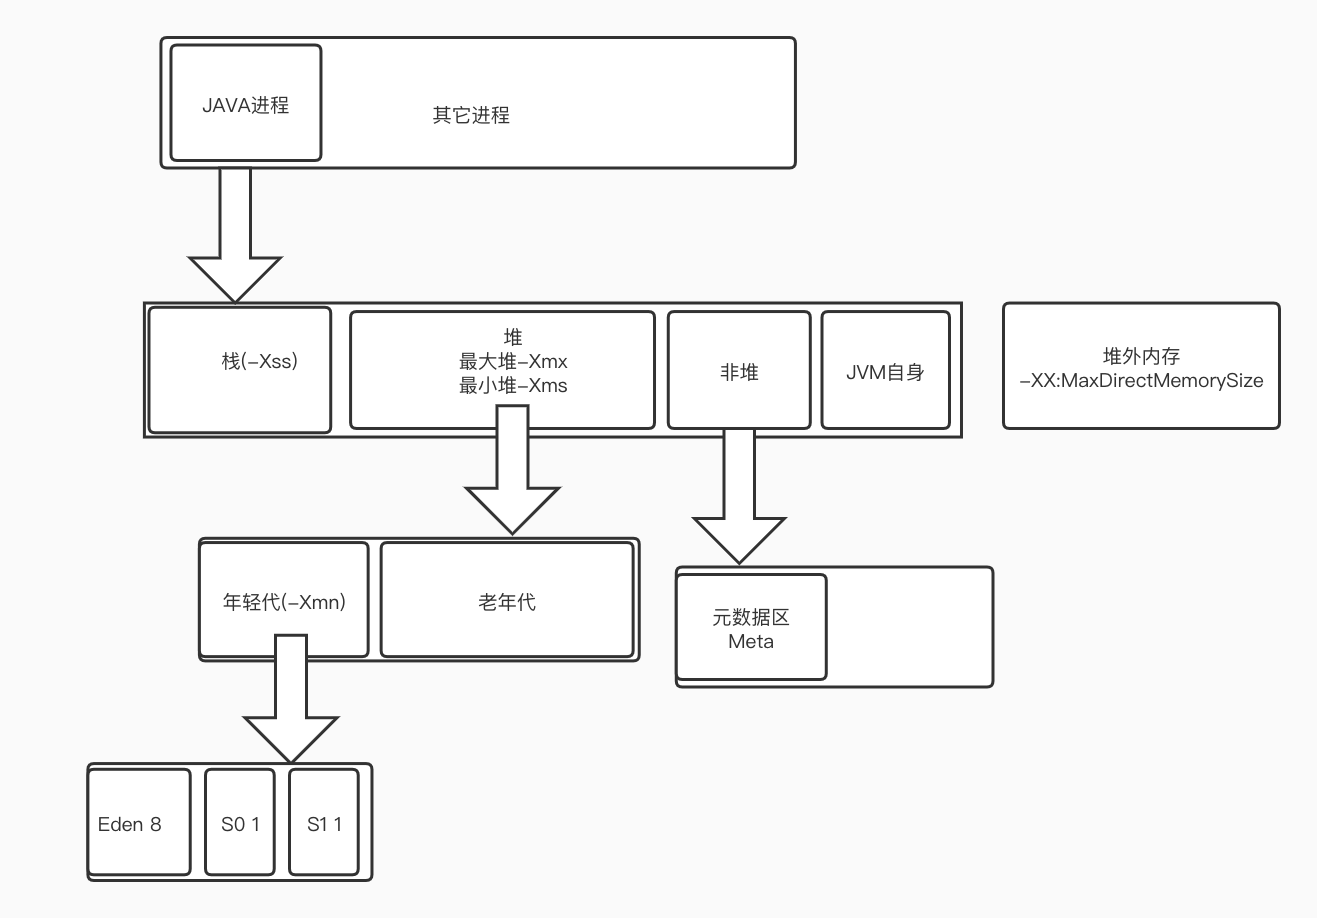 JAVA进程
其它进程
栈(-Xss)
堆
最大堆-Xmx
最小堆-Xms
非堆
JVM自身
堆外内存
-XX:MaxDirectMemorySize
年轻代(-Xmn)
老年代
元数据区
Meta
Eden 8
S0 1
S1 1